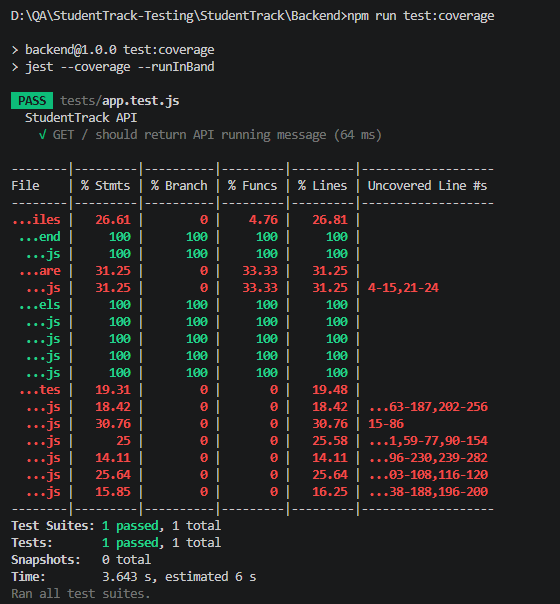 D:\QA\StudentTrack-Testing\StudentTrack\Backend>npm run test:coverage
> backend@1.0.0 test:coverage
> jest --coverage --runInBand
PASS tests/app.test.js
StudentTrack API
√ GET / should return API running message (64 ms)
--------|---------|----------|---------|---------|-------------------
File | % Stmts | % Branch | % Funcs | % Lines | Uncovered Line #s
--------|---------|----------|---------|---------|-------------------
...iles | 26.61 | 0 | 4.76 | 26.81 |
...end | 100 | 100 | 100 | 100 |
...js | 100 | 100 | 100 | 100 |
...are | 31.25 | 0 | 33.33 | 31.25 |
...js | 31.25 | 0 | 33.33 | 31.25 | 4-15,21-24
...els | 100 | 100 | 100 | 100 |
...js | 100 | 100 | 100 | 100 |
...js | 100 | 100 | 100 | 100 |
...js | 100 | 100 | 100 | 100 |
...js | 100 | 100 | 100 | 100 |
...tes | 19.31 | 0 | 0 | 19.48 |
...js | 18.42 | 0 | 0 | 18.42 | ...63-187,202-256
...js | 30.76 | 0 | 0 | 30.76 | 15-86
...js | 25 | 0 | 0 | 25.58 | ...1,59-77,90-154
...js | 14.11 | 0 | 0 | 14.11 | ...96-230,239-282
...js | 25.64 | 0 | 0 | 25.64 | ...03-108,116-120
...js | 15.85 | 0 | 0 | 16.25 | ...38-188,196-200
--------|---------|----------|---------|---------|-------------------
Test Suites: 1 passed, 1 total
Tests: 1 passed, 1 total
Snapshots: 0 total
Time: 3.643 s, estimated 6 s
Ran all test suites.